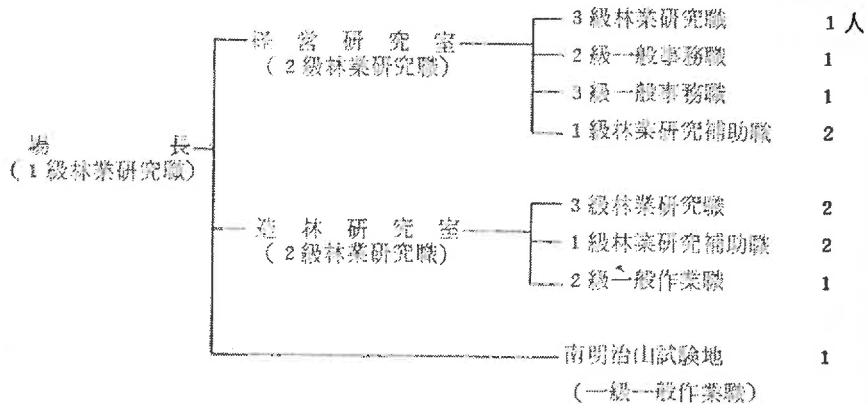 3級林業研究職 1人
経営研究室
(2級林業研究職)
2級一般事務職 1
3級一般事務職 1
1級林業研究補助職 2
場長
(1級林業研究職)
3級林業研究職 2
造林研究室
(2級林業研究職)
1級林業研究補助職 2
2級一般作業職 1
南明治山試験地 1
(一級一般作業職)